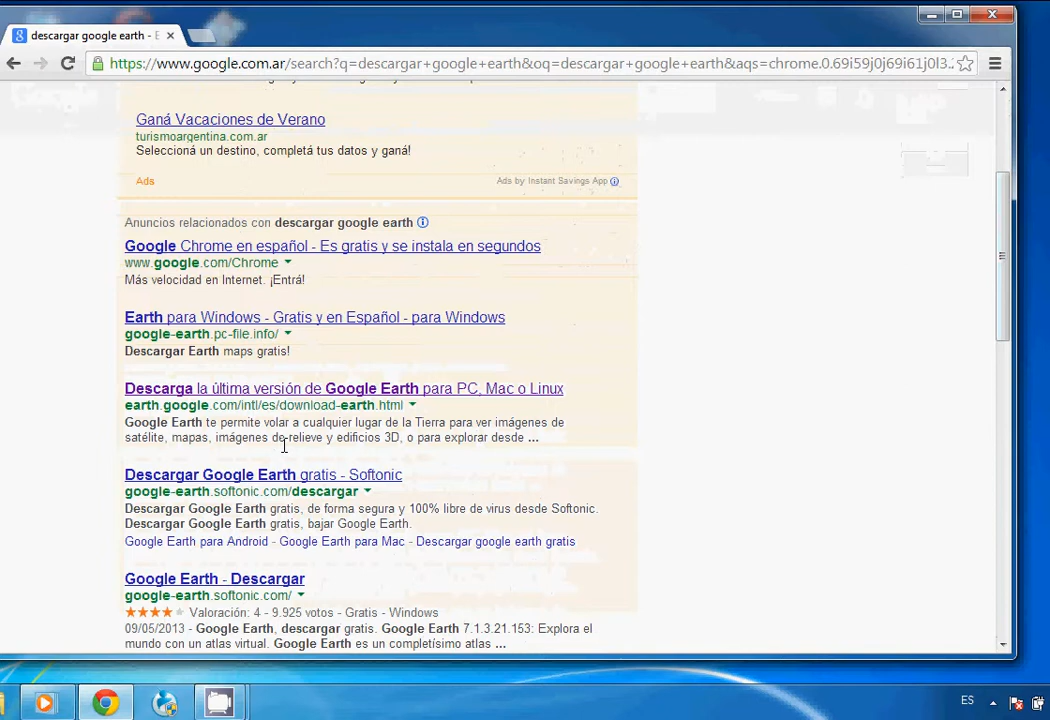 descargar google earth - E
https://www.google.com.ar/search?q=descargar+google+earth&oq=descargar+google+earth&aqs=chrome.0.69i59j0j69i61j0l3.
Ganá Vacaciones de Verano
turismoargentina.com.ar
Seleccioná un destino, completá tus datos y ganá!
Ads
Ads by Instant Savings App
Anuncios relacionados con descargar google earth
Google Chrome en español - Es gratis y se instala en segundos
www.google.com/Chrome
Más velocidad en Internet. ¡Entrá!
Earth para Windows - Gratis y en Español - para Windows
google-earth.pc-file.info/
Descargar Earth maps gratis!
Descarga la última versión de Google Earth para PC, Mac o Linux
earth.google.com/intl/es/download-earth.html
Google Earth te permite volar a cualquier lugar de la Tierra para ver imágenes de
satélite, mapas, imágenes de relieve y edificios 3D, o para explorar desde ...
Descargar Google Earth gratis - Softonic
google-earth.softonic.com/descargar
Descargar Google Earth gratis, de forma segura y 100% libre de virus desde Softonic.
Descargar Google Earth gratis, bajar Google Earth.
Google Earth para Android - Google Earth para Mac - Descargar google earth gratis
Google Earth - Descargar
google-earth.softonic.com/
Valoración: 4 - 9.925 votos - Gratis - Windows
09/05/2013 - Google Earth, descargar gratis. Google Earth 7.1.3.21.153: Explora el
mundo con un atlas virtual. Google Earth es un completísimo atlas ...
ES